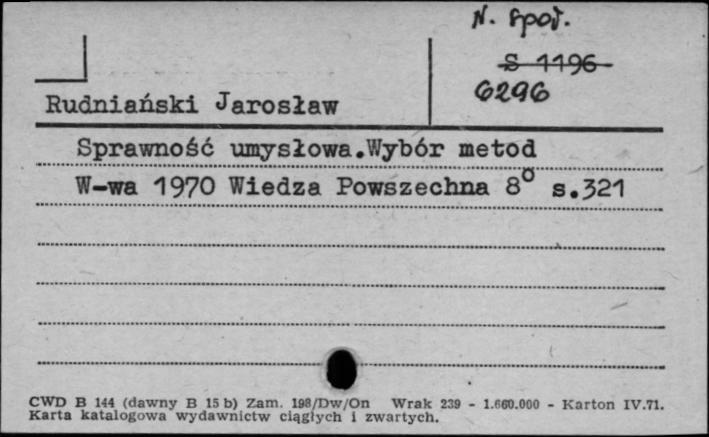 N. Społ.
S 1196
6296
Rudniański Jarosław
Sprawność umysłowa.Wybór metod
W-wa 1970 Wiedza Powszechna 8° s.321
CWD B 144 (dawny B 15 b) Zam. 198/Dw/On Wrak 239 - 1.660.000 - Karton IV.71.
Karta katalogowa wydawnictw ciągłych i zwartych.